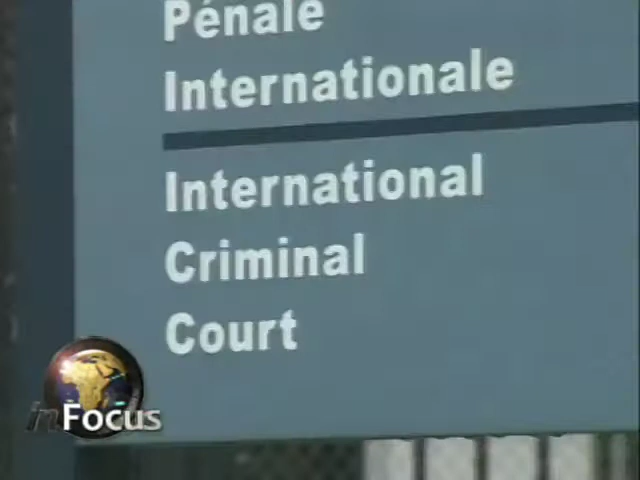 Pénale
Internationale
International
Criminal
Court
inFocus